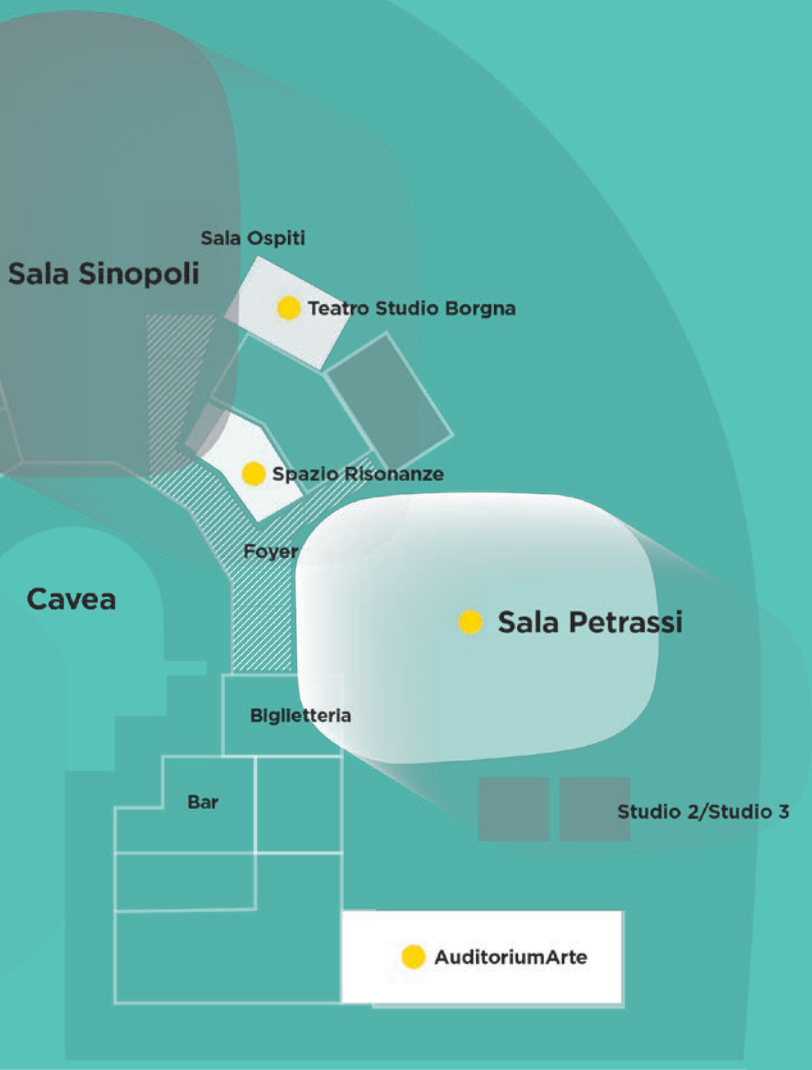 Sala Ospiti
Sala Sinopoli
Teatro Studio Borgna
Spazio Risonanze
Foyer
Cavea
Sala Petrassi
Biglietteria
Bar
Studio 2/Studio 3
AuditoriumArte